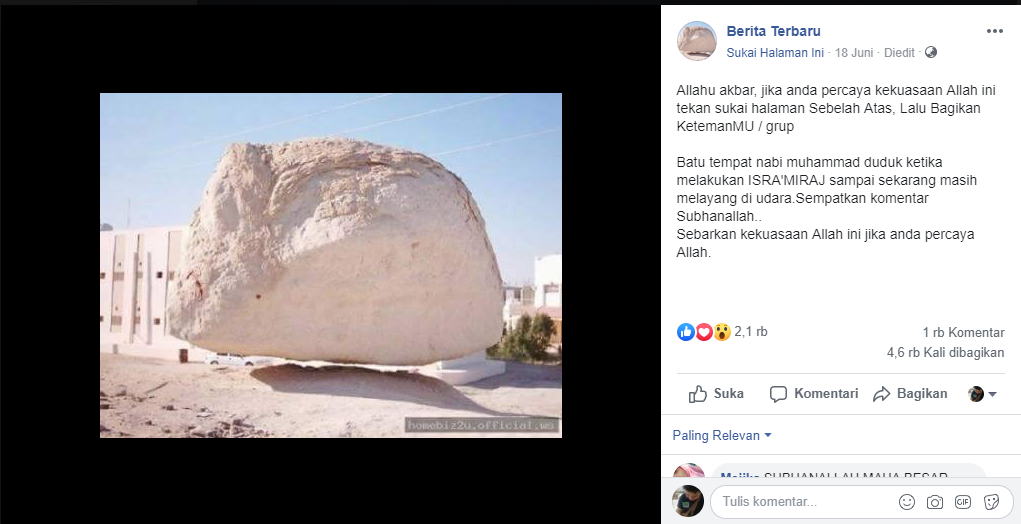 Berita Terbaru
Sukai Halaman Ini · 18 Juni · Diedit ·
Allahu akbar, jika anda percaya kekuasaan Allah ini
tekan sukai halaman Sebelah Atas, Lalu Bagikan
KetemanMU / grup
Batu tempat nabi muhammad duduk ketika
melakukan ISRA'MIRAJ sampai sekarang masih
melayang di udara.Sempatkan komentar
Subhanallah..
Sebarkan kekuasaan Allah ini jika anda percaya
Allah.
homebiz2u.official.ws
2,1 rb
1 rb Komentar
4,6 rb Kali dibagikan
Suka Komentari Bagikan
Paling Relevan
SUBHANALLAH MAHA BESAR
Tulis komentar...
GIF